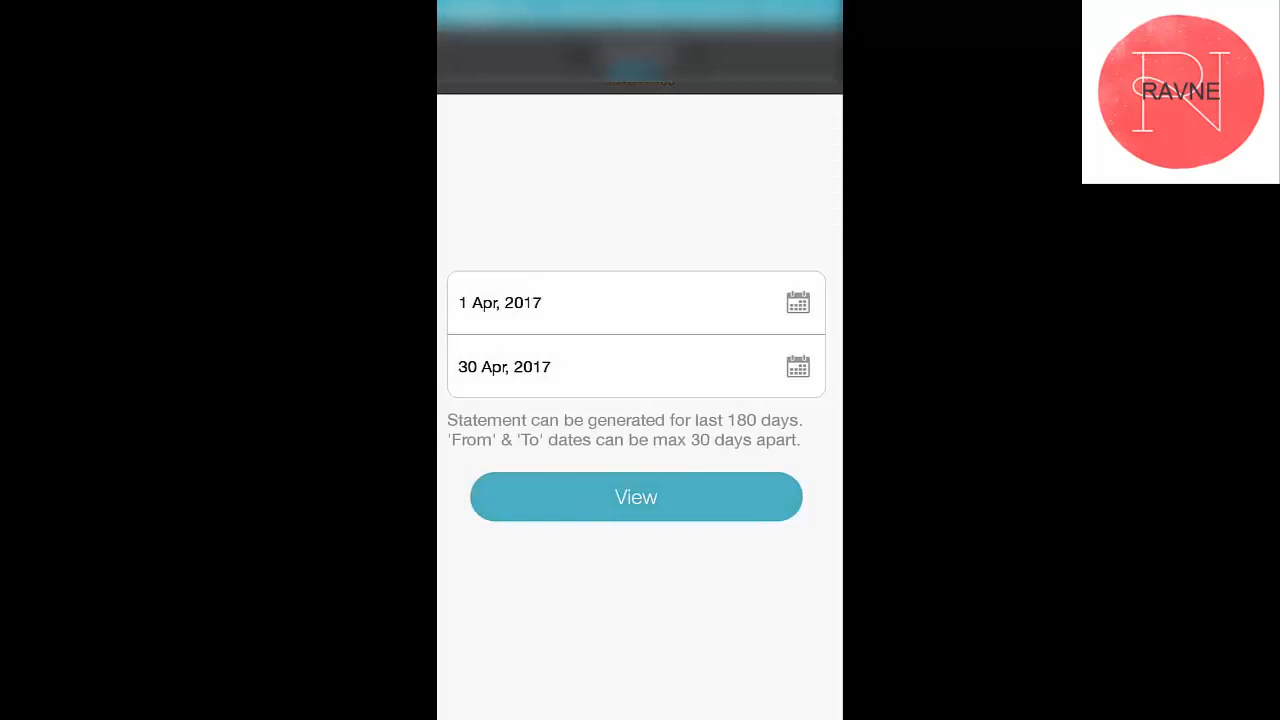 RAVNE
1 Apr, 2017
30 Apr, 2017
Statement can be generated for last 180 days.
'From' & 'To' dates can be max 30 days apart.
View